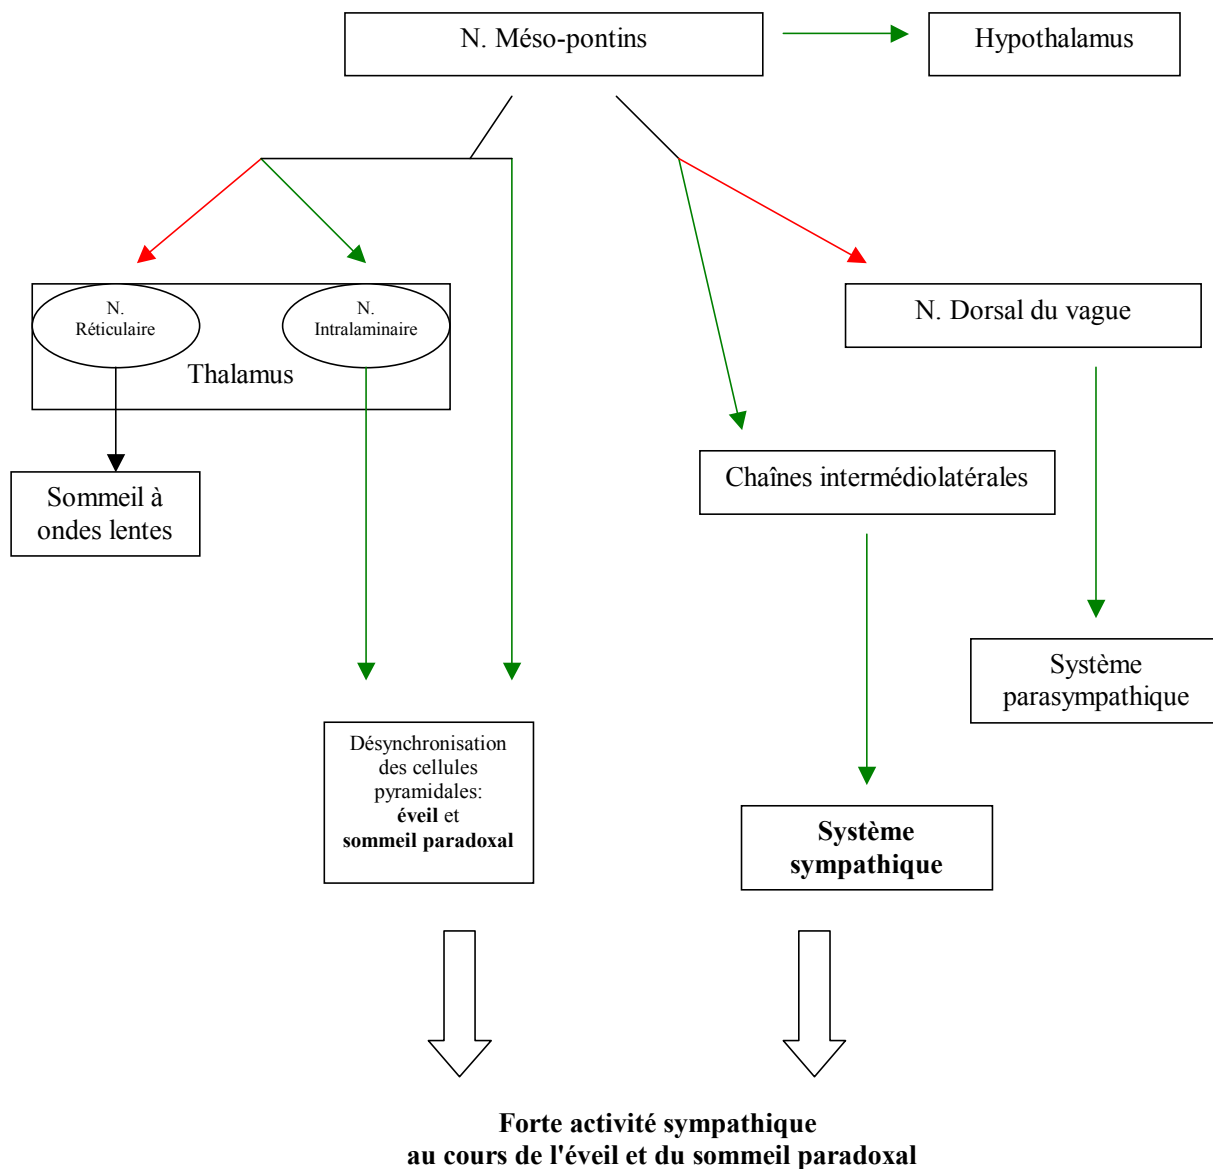 N. Méso-pontins
Hypothalamus
N.
Réticulaire
N.
Intralaminaire
Thalamus
N. Dorsal du vague
Chaînes intermédiolatérales
Sommeil à
ondes lentes
Système
parasympathique
Désynchronisation
des cellules
pyramidales:
éveil et
sommeil paradoxal
Système
sympathique
Forte activité sympathique
au cours de l'éveil et du sommeil paradoxal